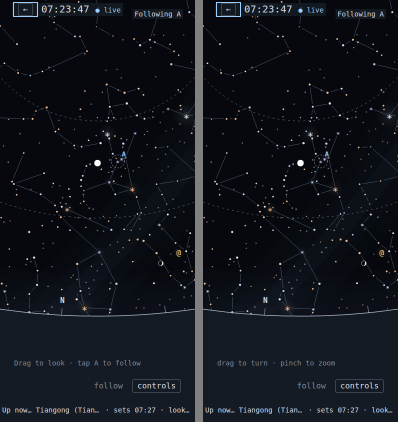 ← 07:23:47 ● live Following A
A
@
N
Drag to look · tap A to follow
follow controls
Up now… Tiangong (Tian… · sets 07:27 · look…
← 07:23:47 ● live Following A
A
@
N
drag to turn · pinch to zoom
follow controls
Up now… Tiangong (Tian… · sets 07:27 · look…